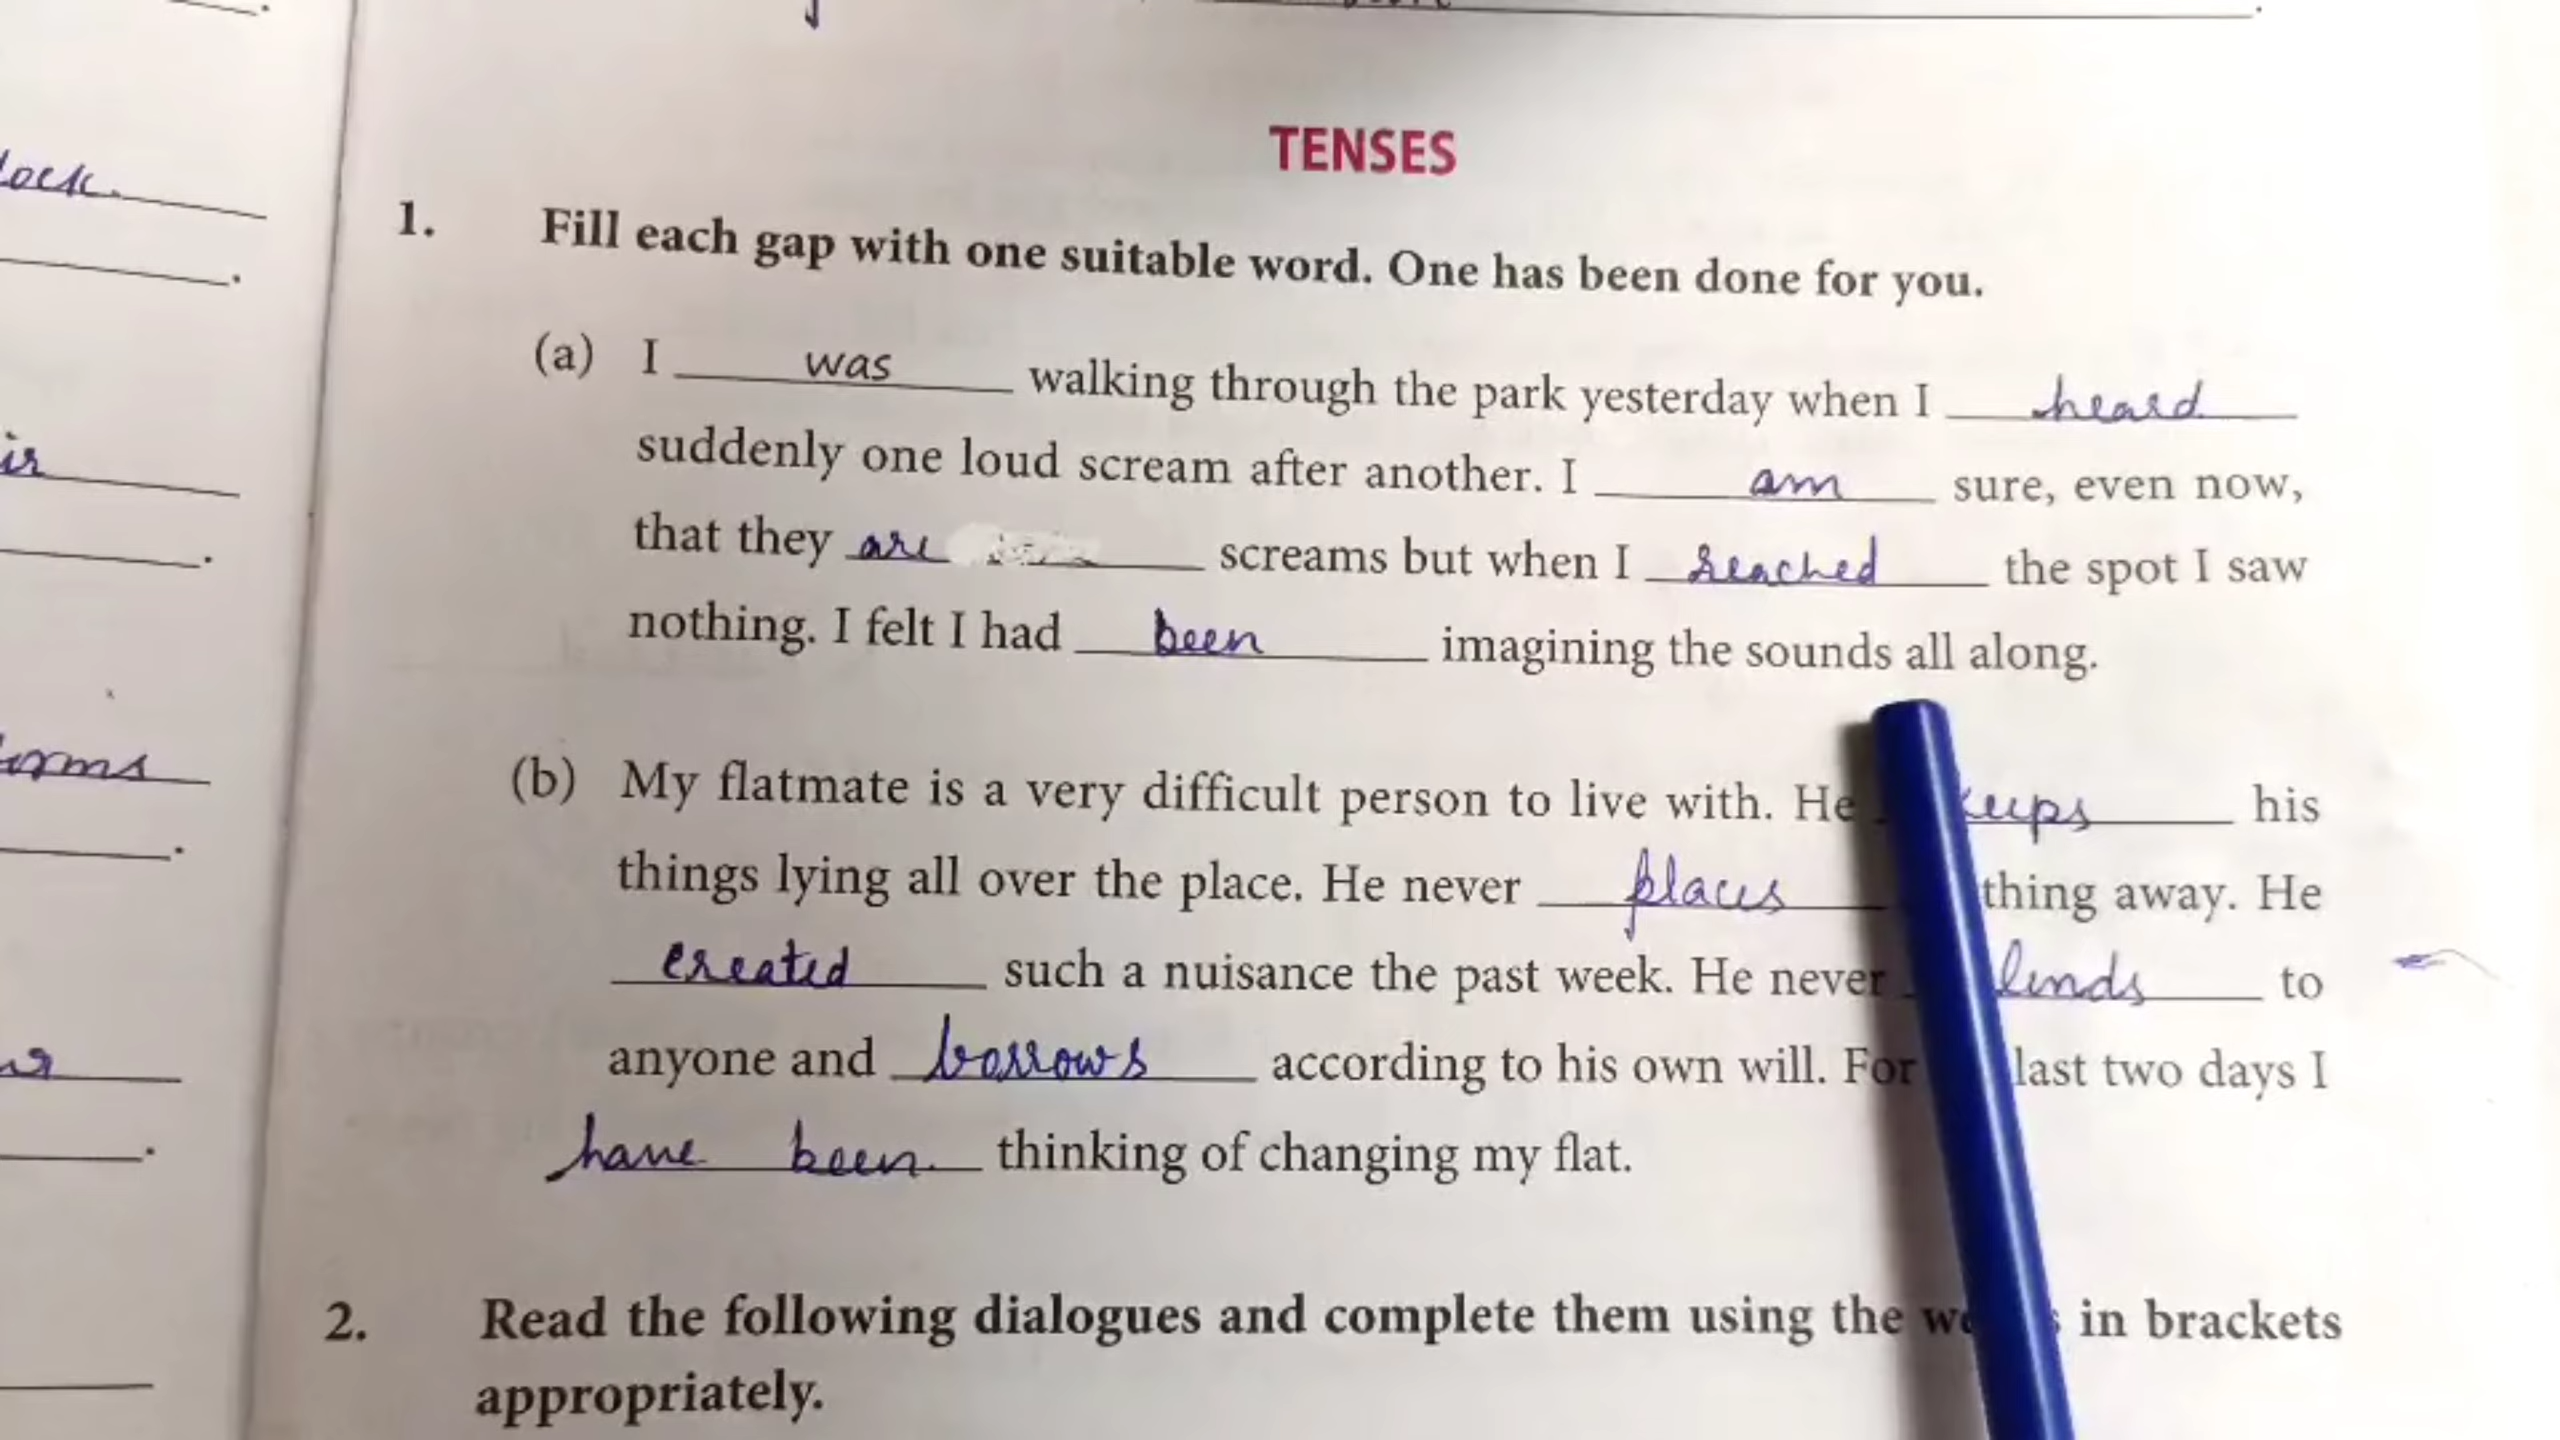 lock.
ir
orms
TENSES
1. Fill each gap with one suitable word. One has been done for you.
(a) I was walking through the park yesterday when I heard
suddenly one loud scream after another. I am sure, even now,
that they are screams but when I reached the spot I saw
nothing. I felt I had been imagining the sounds all along.
(b) My flatmate is a very difficult person to live with. He keeps his
things lying all over the place. He never places thing away. He
created such a nuisance the past week. He never lends to
anyone and borrows according to his own will. For last two days I
have been thinking of changing my flat.
2. Read the following dialogues and complete them using the in brackets
appropriately.